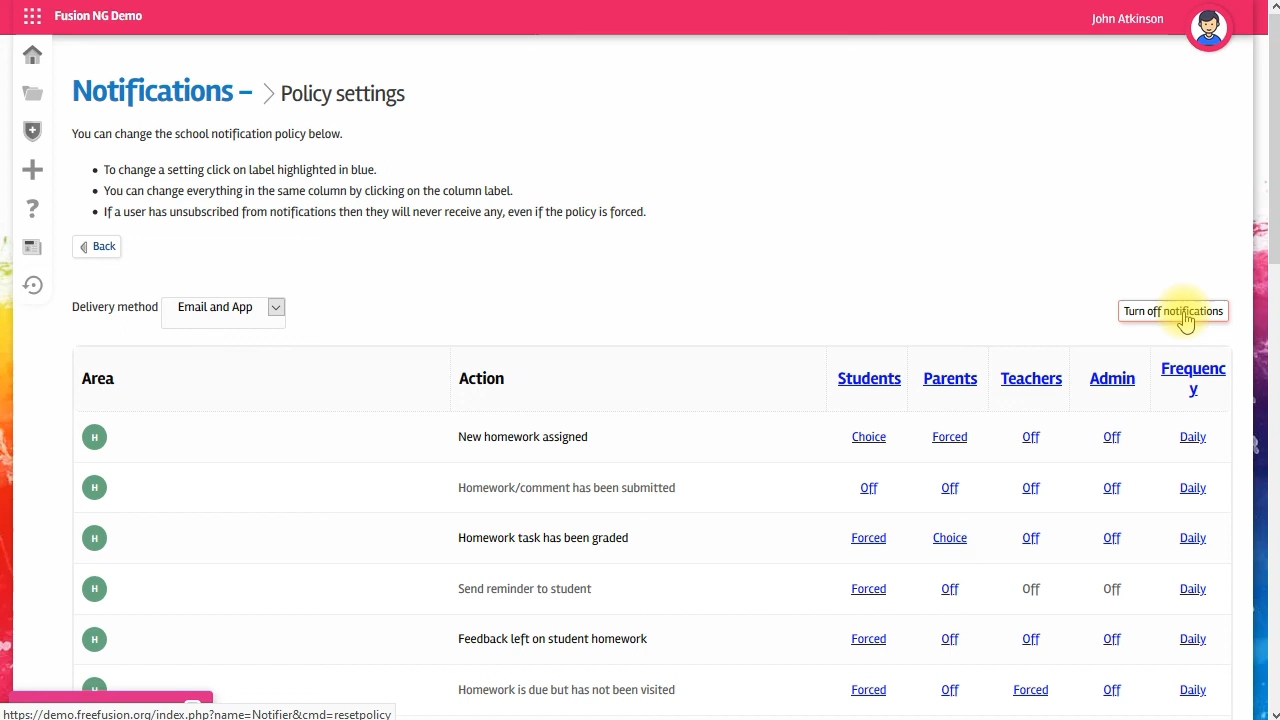 Fusion NG Demo
John Atkinson
Notifications – Policy settings
You can change the school notification policy below.
To change a setting click on label highlighted in blue.
You can change everything in the same column by clicking on the column label.
If a user has unsubscribed from notifications then they will never receive any, even if the policy is forced.
Back
Delivery method Email and App
Turn off notifications
Area Action Students Parents Teachers Admin Frequenc
y
H New homework assigned Choice Forced Off Off Daily
H Homework/comment has been submitted Off Off Off Off Daily
H Homework task has been graded Forced Choice Off Off Daily
H Send reminder to student Forced Off Off Off Daily
H Feedback left on student homework Forced Off Off Off Daily
H Homework is due but has not been visited Forced Off Forced Off Daily
https://demo.freefusion.org/index.php?name=Notifier&cmd=resetpolicy